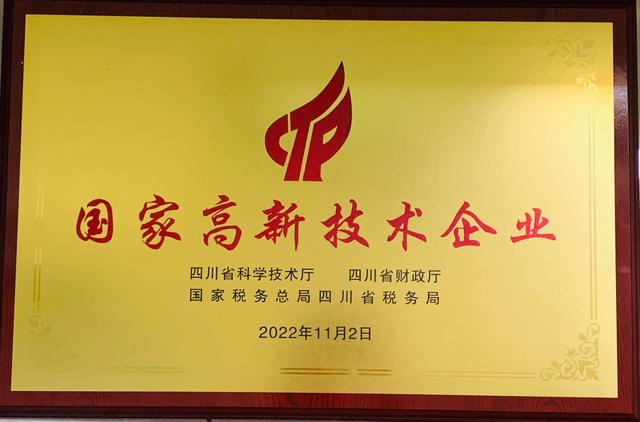 CTP
国家高新技术企业
四川省科学技术厅 四川省财政厅
国家税务总局四川省税务局
2022年11月2日